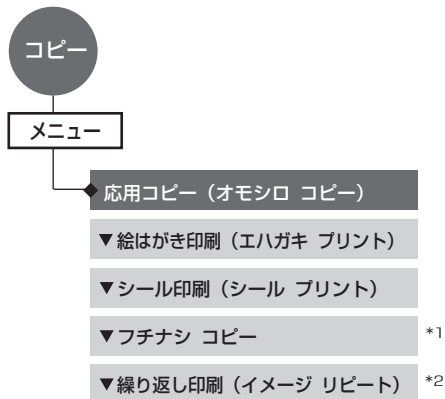 コピー
メニュー
応用コピー（オモシロ コピー）
▼絵はがき印刷（エハガキ プリント）
▼シール印刷（シール プリント）
▼フチナシ コピー *1
▼繰り返し印刷（イメージ リピート） *2